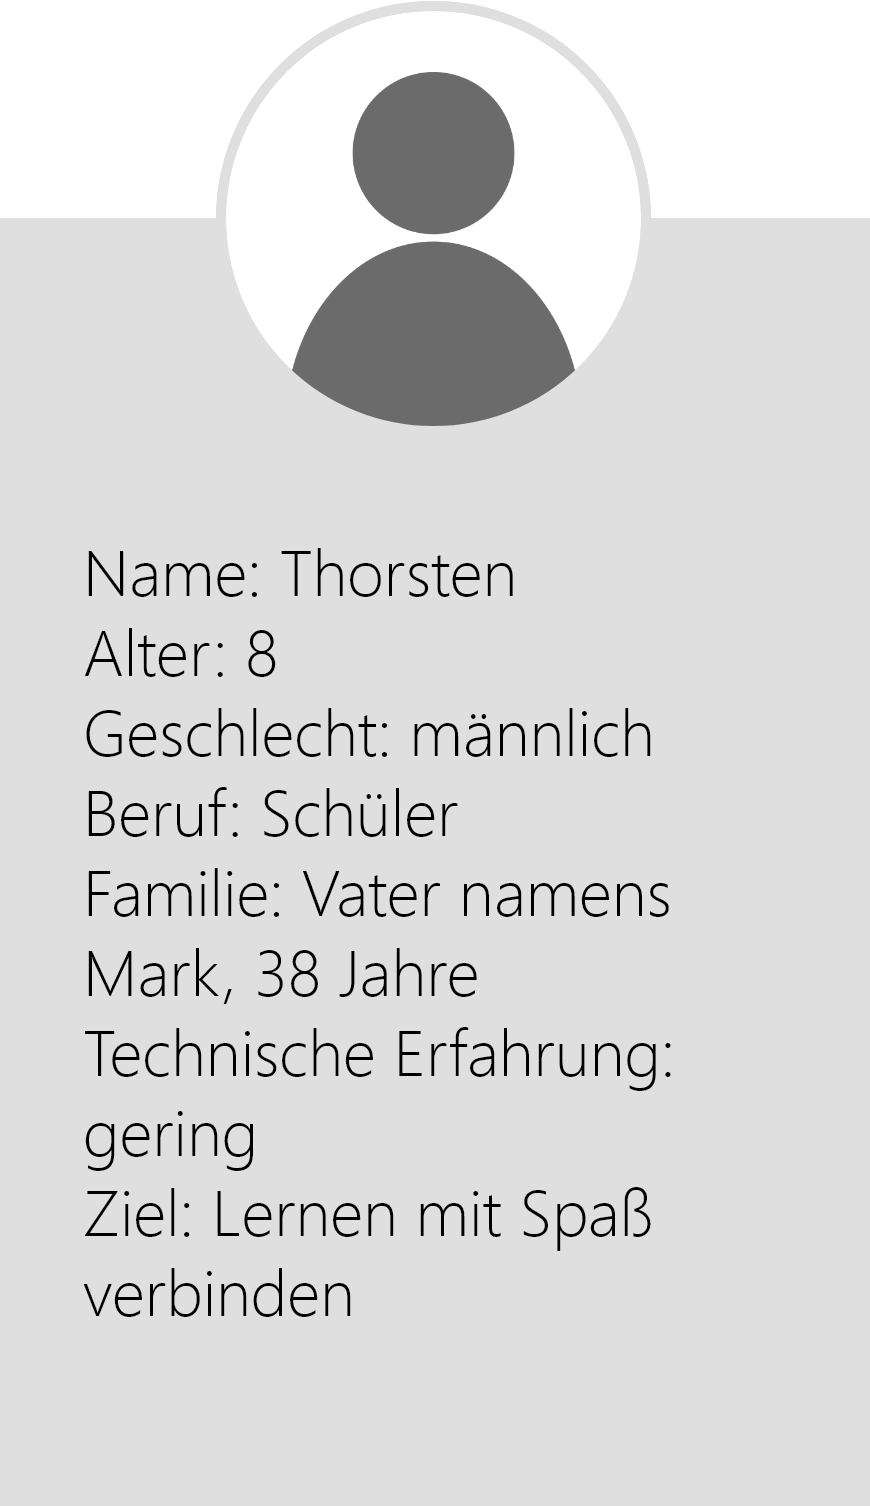 Name: Thorsten
Alter: 8
Geschlecht: männlich
Beruf: Schüler
Familie: Vater namens
Mark, 38 Jahre
Technische Erfahrung:
gering
Ziel: Lernen mit Spaß
verbinden